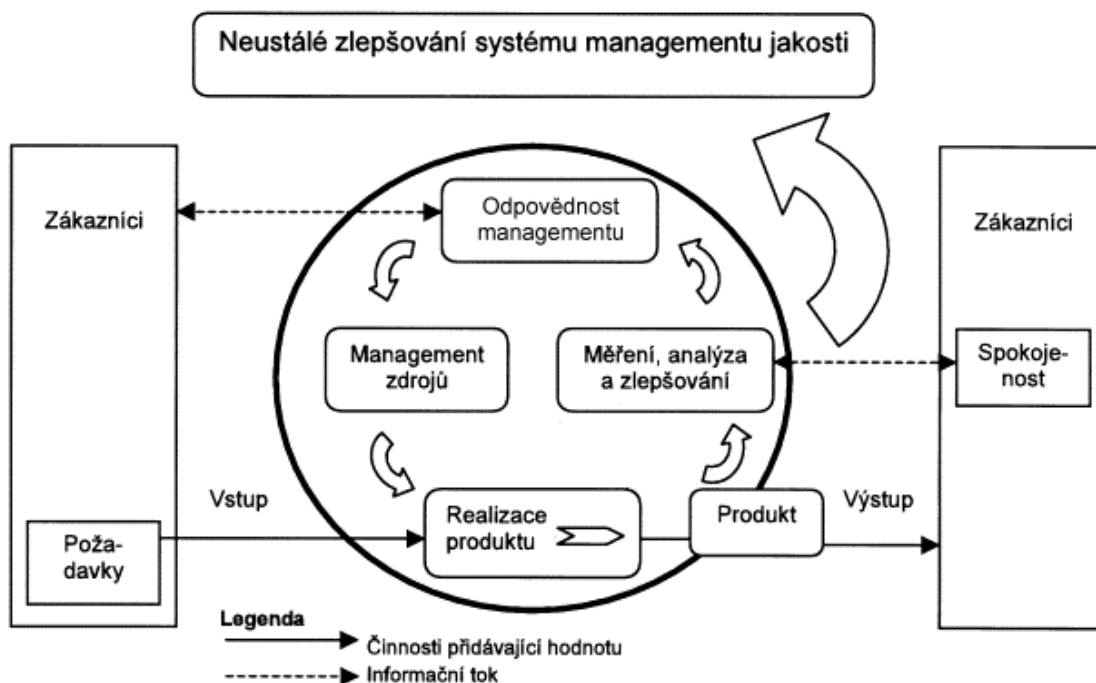 Neustálé zlepšování systému managementu jakosti
Zákazníci
Odpovědnost
managementu
Zákazníci
Management
zdrojů
Měření, analýza
a zlepšování
Spokoje-
nost
Vstup
Realizace
produktu
Produkt
Výstup
Poža-
davky
Legenda
Činnosti přidávající hodnotu
Informační tok